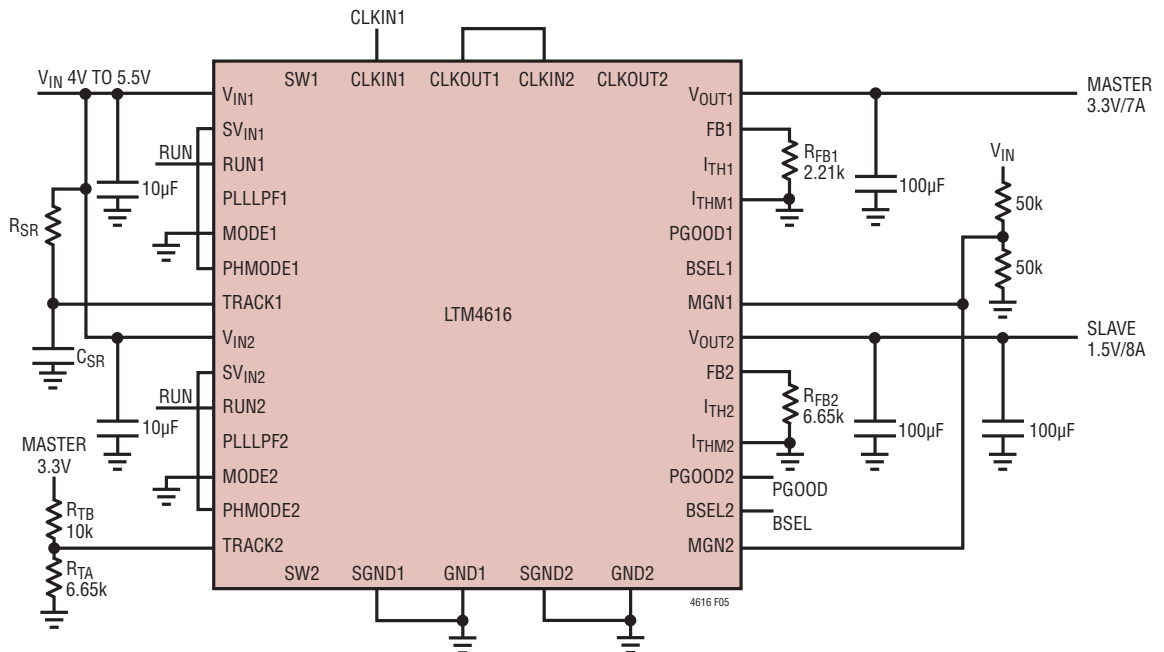 CLKIN1
V_IN 4V TO 5.5V
SW1 CLKIN1 CLKOUT1 CLKIN2 CLKOUT2
V_IN1
SV_IN1
RUN
RUN1
PLLLPF1
MODE1
PHMODE1
TRACK1
V_IN2
SV_IN2
RUN
RUN2
PLLLPF2
MODE2
PHMODE2
TRACK2
10µF
R_SR
C_SR
10µF
MASTER
3.3V
R_TB
10k
R_TA
6.65k
LTM4616
SW2 SGND1 GND1 SGND2 GND2
V_OUT1
FB1
I_TH1
I_THM1
PGOOD1
BSEL1
MGN1
V_OUT2
FB2
I_TH2
I_THM2
PGOOD2
BSEL2
MGN2
R_FB1
2.21k
100µF
MASTER
3.3V/7A
V_IN
50k
50k
SLAVE
1.5V/8A
R_FB2
6.65k
100µF
100µF
PGOOD
BSEL
4616 F05